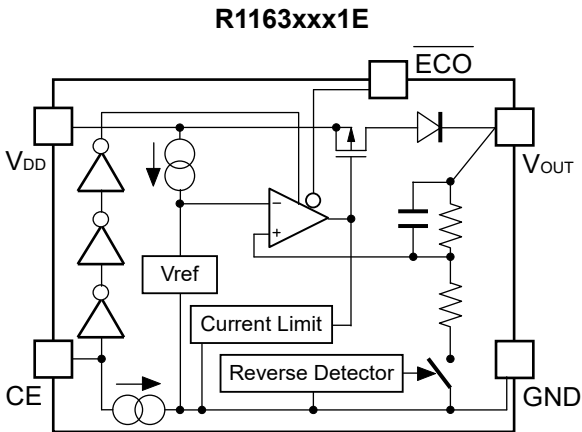 R1163xxx1E
ECO
VDD
VOUT
−
+
Vref
Current Limit
Reverse Detector
CE
GND